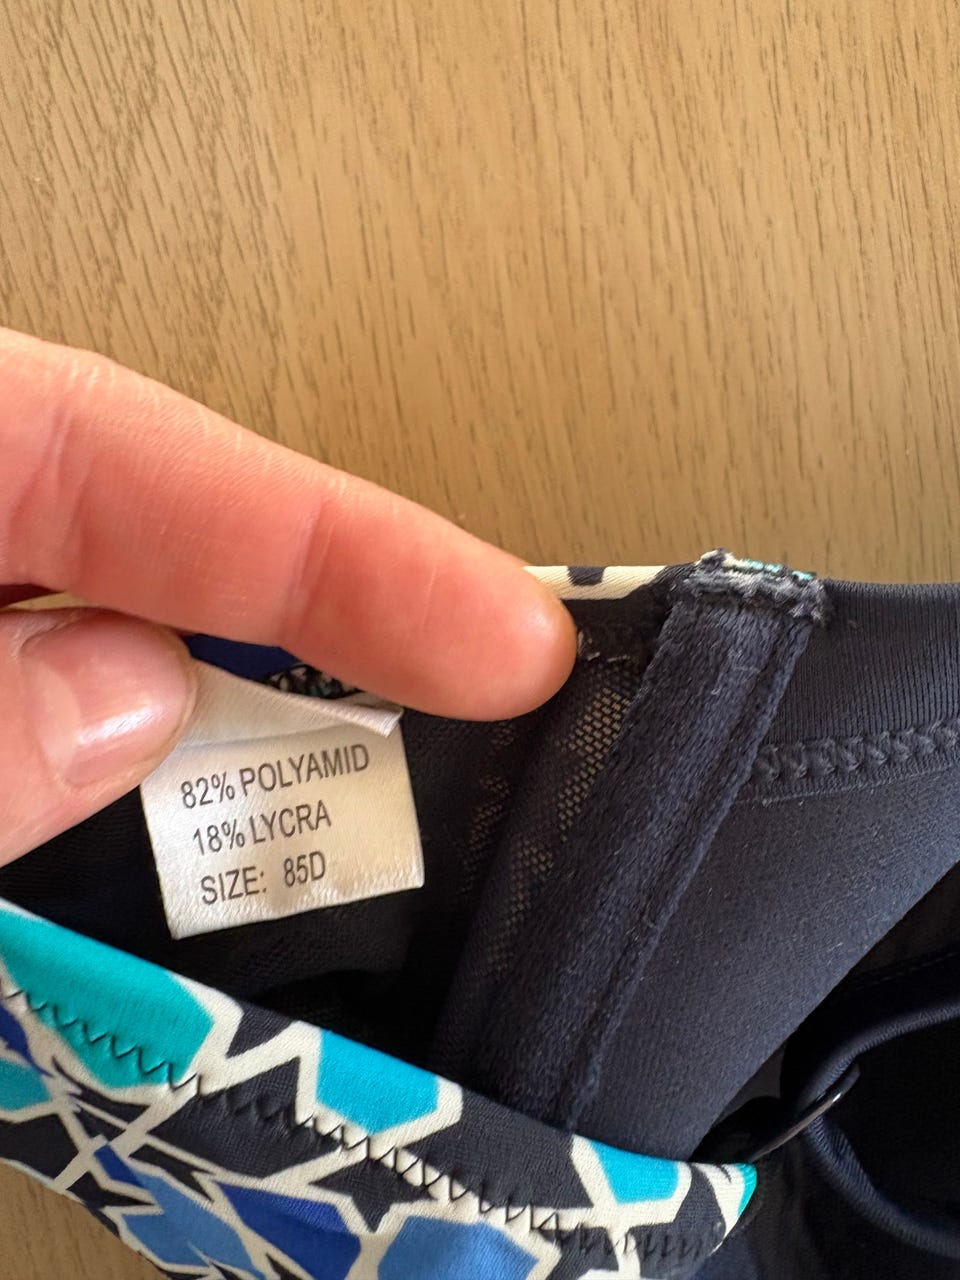 82% POLYAMID
18% LYCRA
SIZE: 85D